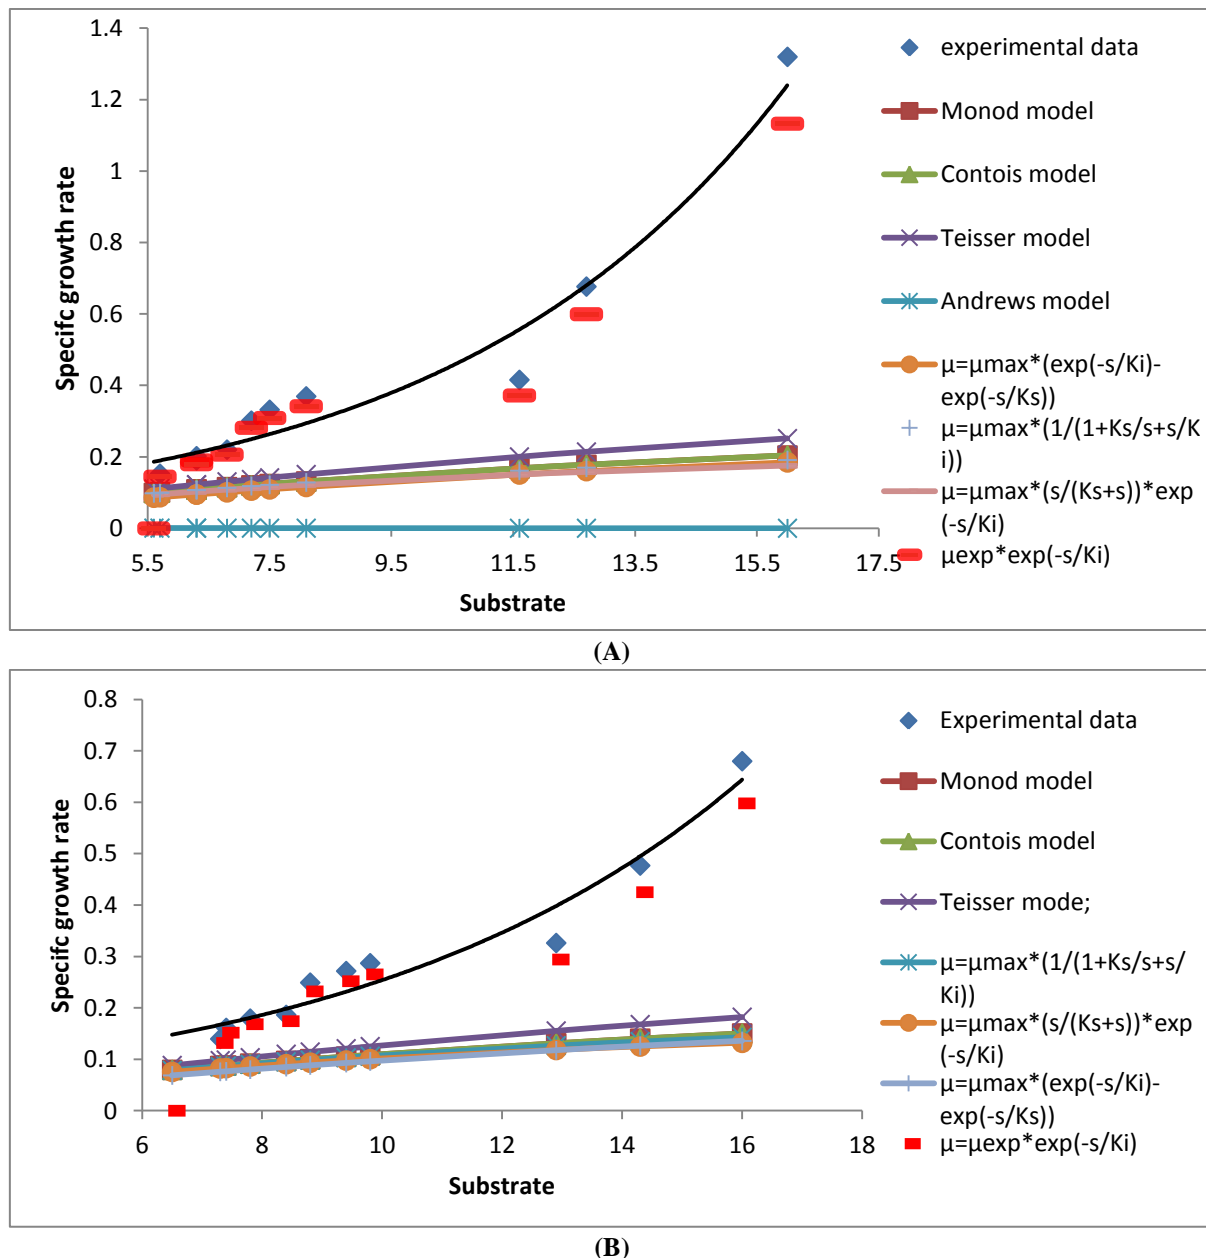 1.4
1.2
1
0.8
0.6
0.4
0.2
0
Specifc growth rate
5.5 7.5 9.5 11.5 13.5 15.5 17.5
Substrate
experimental data
Monod model
Contois model
Teisser model
Andrews model
μ=μmax*(exp(-s/Ki)-
exp(-s/Ks))
μ=μmax*(1/(1+Ks/s+s/K
i))
μ=μmax*(s/(Ks+s))*exp
(-s/Ki)
μexp*exp(-s/Ki)
(A)
0.8
0.7
0.6
0.5
0.4
0.3
0.2
0.1
0
Specifc growth rate
6 8 10 12 14 16 18
Substrate
Experimental data
Monod model
Contois model
Teisser mode;
μ=μmax*(1/(1+Ks/s+s/
Ki))
μ=μmax*(s/(Ks+s))*exp
(-s/Ki)
μ=μmax*(exp(-s/Ki)-
exp(-s/Ks))
μ=μexp*exp(-s/Ki)
(B)